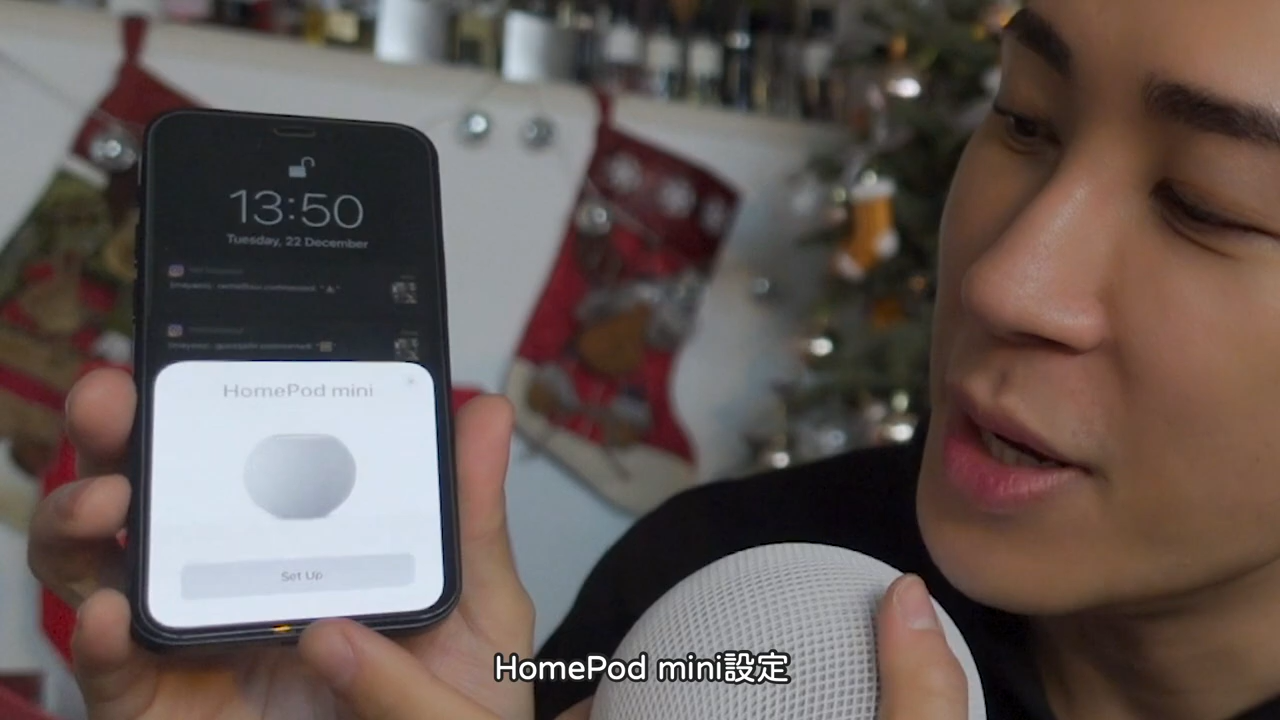 13:50
Tuesday, 22 December
HomePod mini
Set Up
HomePod mini設定